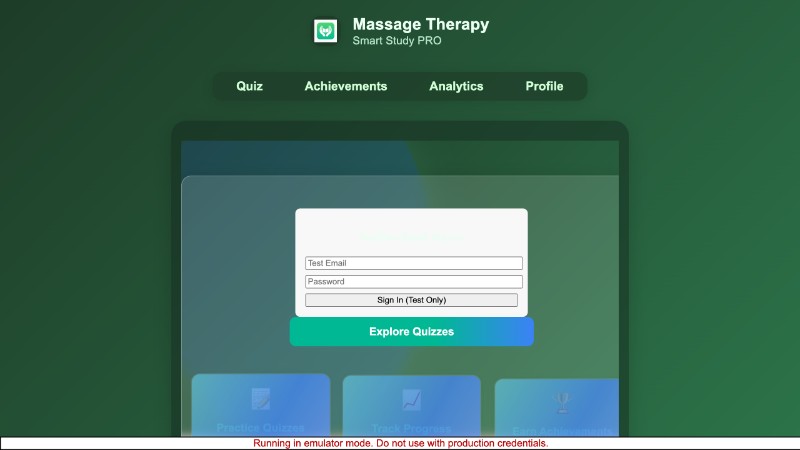 Massage Therapy
Smart Study PRO
Quiz Achievements Analytics Profile
Test Email
Password
Sign In (Test Only)
Explore Quizzes
Practice Quizzes Track Progress Earn Achievements
Running in emulator mode. Do not use with production credentials.